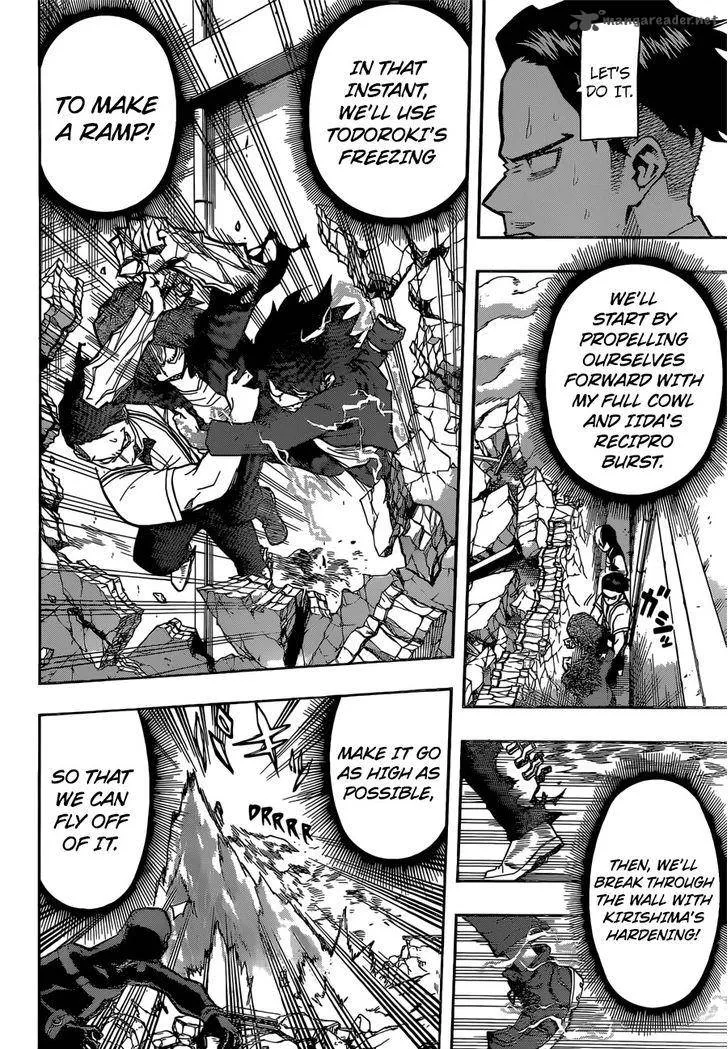 mangareader.net
LET'S
DO IT.
WE'LL
START BY
PROPELLING
OURSELVES
FORWARD WITH
MY FULL COWL
AND IIDA'S
RECIPRO
BURST.
ガシッ
THEN, WE'LL
BREAK THROUGH
THE WALL WITH
KIRISHIMA'S
HARDENING!
IN THAT
INSTANT,
WE'LL USE
TODOROKI'S
FREEZING
TO MAKE
A RAMP!
MAKE IT GO
AS HIGH AS
POSSIBLE,
DRRRR
SO THAT
WE CAN
FLY OFF
OF IT.